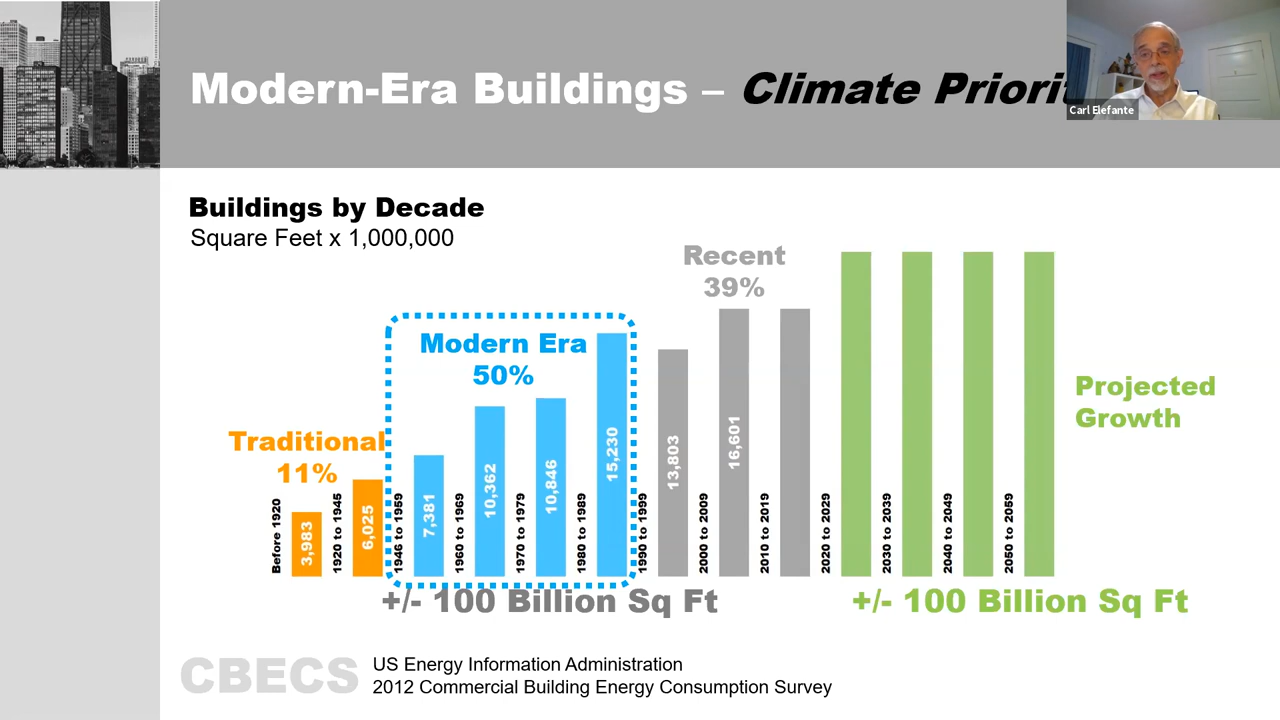 Modern-Era Buildings – Climate
Carl Elefante
Buildings by Decade
Square Feet x 1,000,000
Recent
39%
Modern Era
50%
Projected
Growth
Traditional
11%
Before 1920
3,983
1920 to 1945
6,025
1946 to 1959
7,381
1960 to 1969
10,362
1970 to 1979
10,846
1980 to 1989
15,230
1990 to 1999
13,803
2000 to 2009
16,601
2010 to 2019
2020 to 2029
2030 to 2039
2040 to 2049
2050 to 2059
+/- 100 Billion Sq Ft
+/- 100 Billion Sq Ft
CBECS
US Energy Information Administration
2012 Commercial Building Energy Consumption Survey